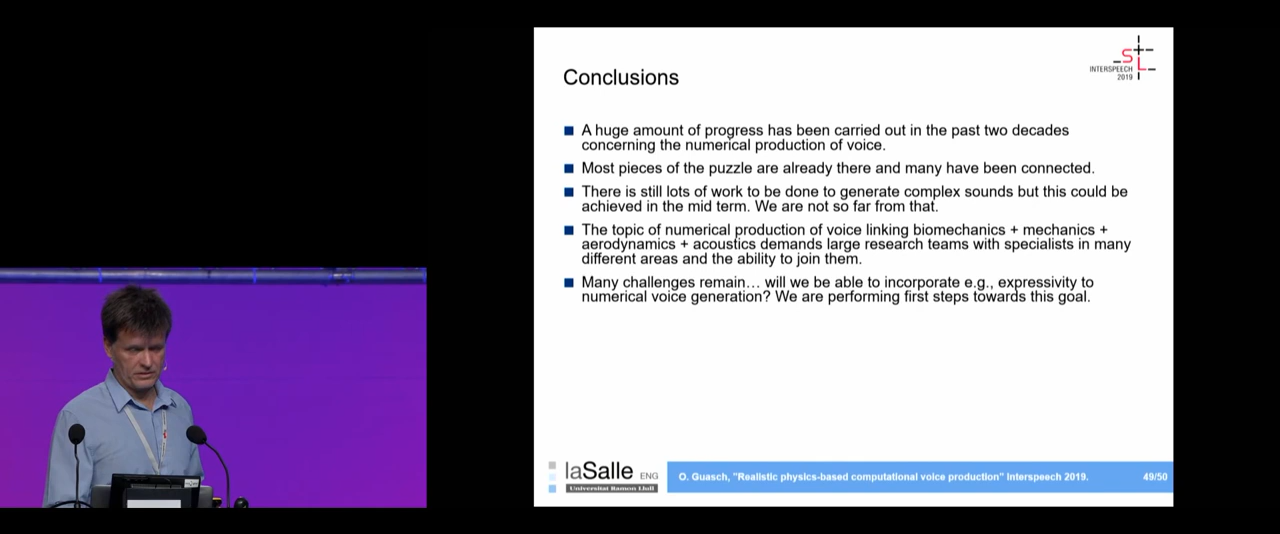 S
L
INTERSPEECH
2019
Conclusions
A huge amount of progress has been carried out in the past two decades
concerning the numerical production of voice.
Most pieces of the puzzle are already there and many have been connected.
There is still lots of work to be done to generate complex sounds but this could be
achieved in the mid term. We are not so far from that.
The topic of numerical production of voice linking biomechanics + mechanics +
aerodynamics + acoustics demands large research teams with specialists in many
different areas and the ability to join them.
Many challenges remain… will we be able to incorporate e.g., expressivity to
numerical voice generation? We are performing first steps towards this goal.
laSalle ENG
Universitat Ramon Llull
O. Guasch, "Realistic physics-based computational voice production" Interspeech 2019.
49/50